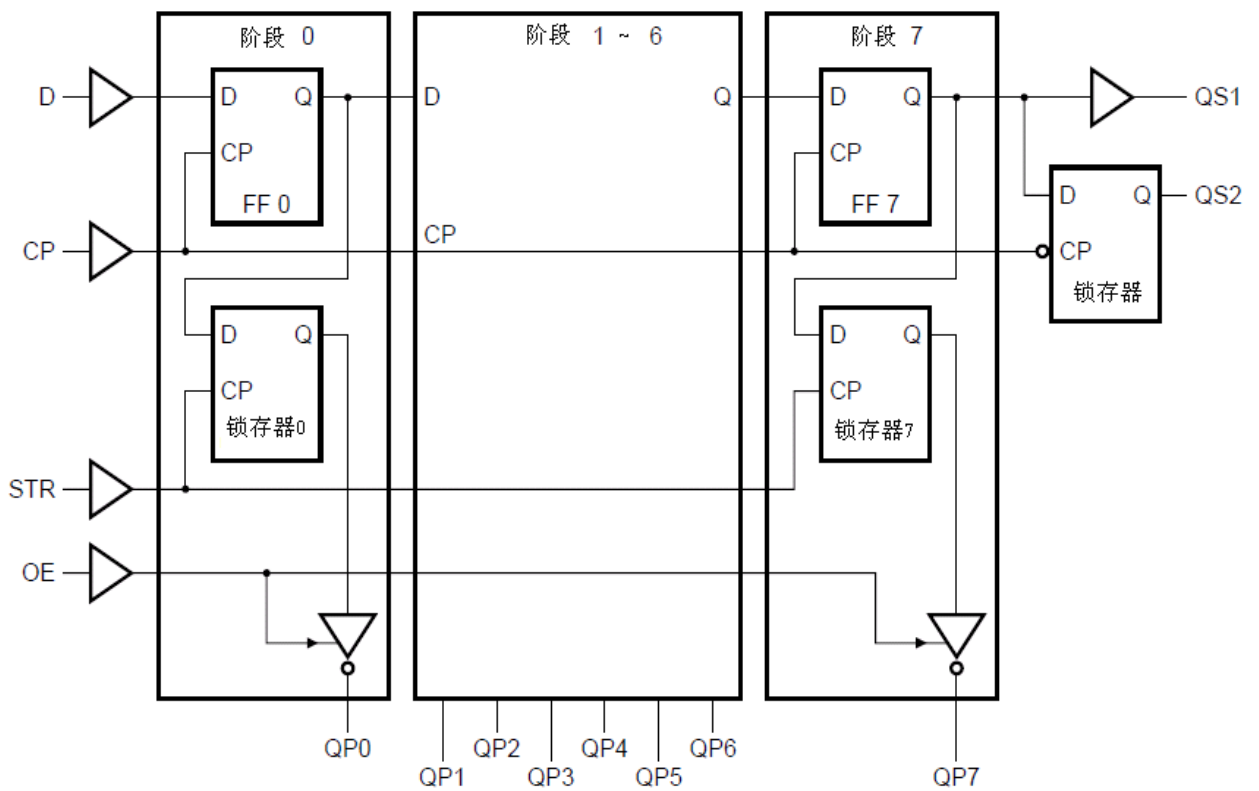 阶段 0
阶段 1 ~ 6
阶段 7
D
D Q
D Q
D Q
QS1
CP
CP
FF 0
FF 7
D Q
QS2
CP
CP
CP
锁存器
D Q
D Q
CP
CP
锁存器0
锁存器7
STR
OE
QP0
QP2
QP4
QP6
QP1
QP3
QP5
QP7